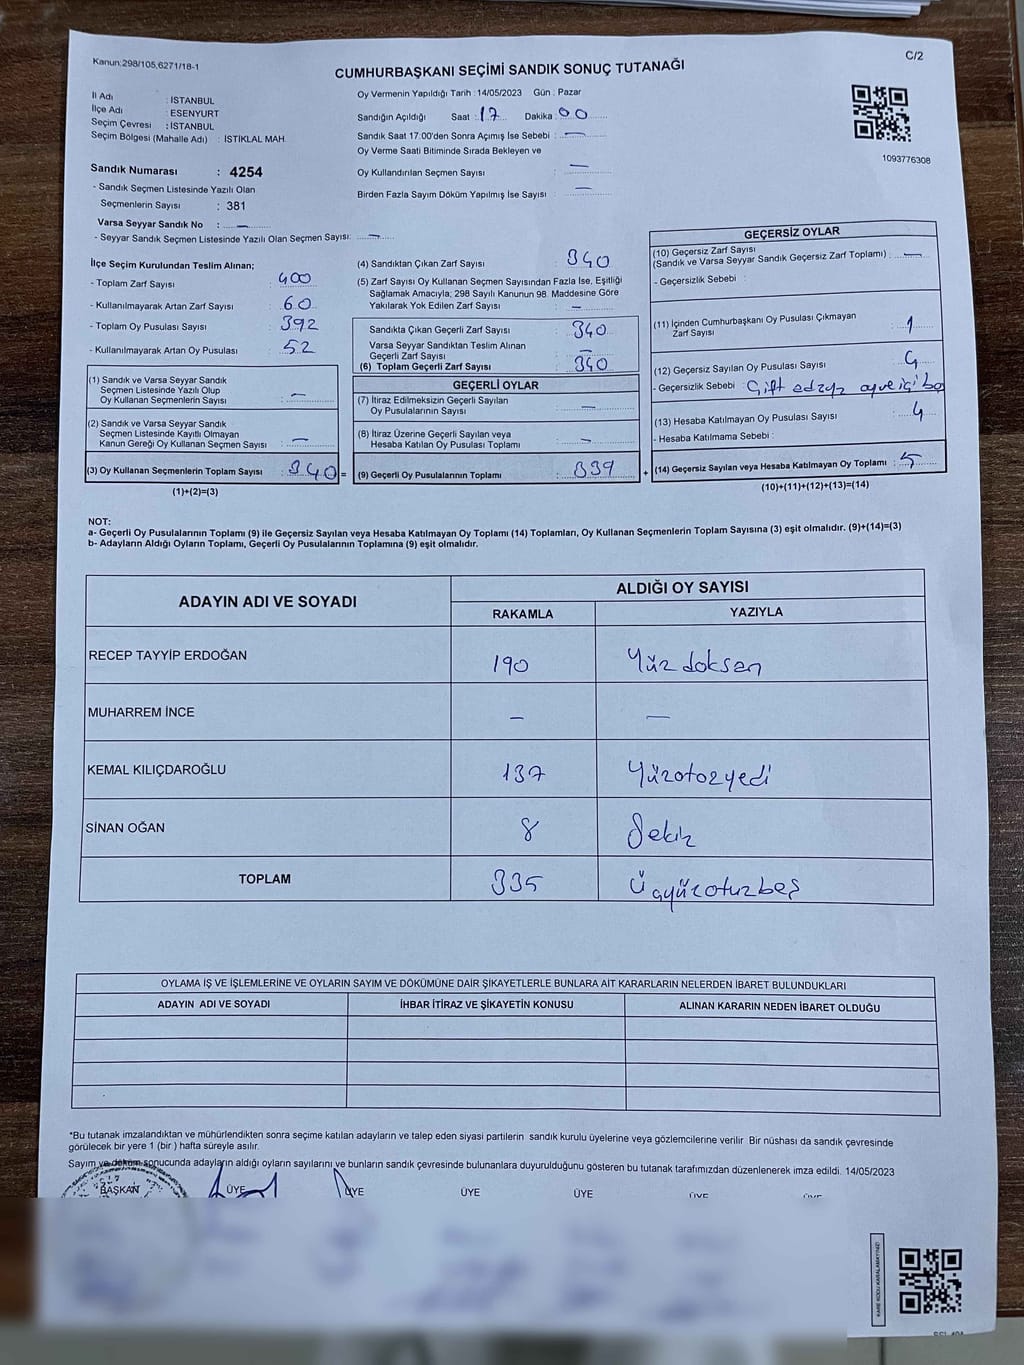 Kanun:298/105,6271/18-1
C/2
CUMHURBAŞKANI SEÇİMİ SANDIK SONUÇ TUTANAĞI
İl Adı : İSTANBUL
İlçe Adı : ESENYURT
Seçim Çevresi : İSTANBUL
Seçim Bölgesi (Mahalle Adı) : İSTİKLAL MAH.
Sandık Numarası : 4254
- Sandık Seçmen Listesinde Yazılı Olan
Seçmenlerin Sayısı : 381
Varsa Seyyar Sandık No : —
- Seyyar Sandık Seçmen Listesinde Yazılı Olan Seçmen Sayısı: —
Oy Vermenin Yapıldığı Tarih :14/05/2023 Gün : Pazar
Sandığın Açıldığı Saat : 17 Dakika : 00
Sandık Saat 17:00'den Sonra Açımış İse Sebebi : —
Oy Verme Saati Bitiminde Sırada Bekleyen ve
Oy Kullandırılan Seçmen Sayısı : —
Birden Fazla Sayım Döküm Yapılmış İse Sayısı : —
1093776308
İlçe Seçim Kurulundan Teslim Alınan;
- Toplam Zarf Sayısı : 400
- Kullanılmayarak Artan Zarf Sayısı : 60
- Toplam Oy Pusulası Sayısı : 392
- Kullanılmayarak Artan Oy Pusulası : 52
(1) Sandık ve Varsa Seyyar Sandık
Seçmen Listesinde Yazılı Olup
Oy Kullanan Seçmenlerin Sayısı : —
(2) Sandık ve Varsa Seyyar Sandık
Seçmen Listesinde Kayıtlı Olmayan
Kanun Gereği Oy Kullanan Seçmen Sayısı : —
(3) Oy Kullanan Seçmenlerin Toplam Sayısı : 340 =
(1)+(2)=(3)
(4) Sandıktan Çıkan Zarf Sayısı : 340
(5) Zarf Sayısı Oy Kullanan Seçmen Sayısından Fazla İse, Eşitliği
Sağlamak Amacıyla, 298 Sayılı Kanunun 98. Maddesine Göre
Yakılarak Yok Edilen Zarf Sayısı : —
Sandıkta Çıkan Geçerli Zarf Sayısı : 340
Varsa Seyyar Sandıktan Teslim Alınan
Geçerli Zarf Sayısı : —
(6) Toplam Geçerli Zarf Sayısı : 340
GEÇERLİ OYLAR
(7) İtiraz Edilmeksizin Geçerli Sayılan
Oy Pusulalarının Sayısı : —
(8) İtiraz Üzerine Geçerli Sayılan veya
Hesaba Katılan Oy Pusulası Toplamı : —
(9) Geçerli Oy Pusulalarının Toplamı : 339 +
GEÇERSİZ OYLAR
(10) Geçersiz Zarf Sayısı
(Sandık ve Varsa Seyyar Sandık Geçersiz Zarf Toplamı) : —
- Geçersizlik Sebebi :
(11) İçinden Cumhurbaşkanı Oy Pusulası Çıkmayan
Zarf Sayısı : 1
(12) Geçersiz Sayılan Oy Pusulası Sayısı :
- Geçersizlik Sebebi :
(13) Hesaba Katılmayan Oy Pusulası Sayısı : 4
- Hesaba Katılmama Sebebi :
(14) Geçersiz Sayılan veya Hesaba Katılmayan Oy Toplamı : 5
(10)+(11)+(12)+(13)=(14)
NOT:
a- Geçerli Oy Pusulalarının Toplamı (9) ile Geçersiz Sayılan veya Hesaba Katılmayan Oy Toplamı (14) Toplamları, Oy Kullanan Seçmenlerin Toplam Sayısına (3) eşit olmalıdır. (9)+(14)=(3)
b- Adayların Aldığı Oyların Toplamı, Geçerli Oy Pusulalarının Toplamına (9) eşit olmalıdır.
ADAYIN ADI VE SOYADI
ALDIĞI OY SAYISI
RAKAMLA YAZIYLA
RECEP TAYYİP ERDOĞAN 190 Yüz doksan
MUHARREM İNCE — —
KEMAL KILIÇDAROĞLU 137 Yüzotozyedi
SİNAN OĞAN 8 Sekiz
TOPLAM 335 Üçyüzotuzbeş
OYLAMA İŞ VE İŞLEMLERİNE VE OYLARIN SAYIM VE DÖKÜMÜNE DAİR ŞİKAYETLERLE BUNLARA AİT KARARLARIN NELERDEN İBARET BULUNDUKLARI
ADAYIN ADI VE SOYADI İHBAR İTİRAZ VE ŞİKAYETİN KONUSU ALINAN KARARIN NEDEN İBARET OLDUĞU
*Bu tutanak imzalandıktan ve mühürlendikten sonra seçime katılan adayların ve talep eden siyasi partilerin sandık kurulu üyelerine veya gözlemcilerine verilir Bir nüshası da sandık çevresinde
görülecek bir yere 1 (bir ) hafta süreyle asılır.
Sayım ve döküm sonucunda adayların aldığı oyların sayılarını ve bunların sandık çevresinde bulunanlara duyurulduğunu gösteren bu tutanak tarafımızdan düzenlenerek imza edildi. 14/05/2023
BAŞKAN ÜYE ÜYE ÜYE ÜYE ÜYE ÜYE
KARE KODU KARALAMAYINIZ!